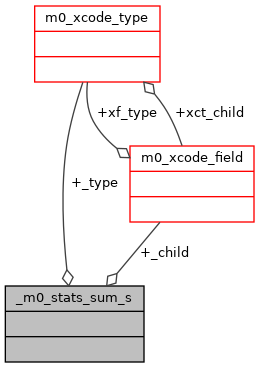 m0_xcode_type
+xf_type
+xct_child
m0_xcode_field
+_type
+_child
_m0_stats_sum_s